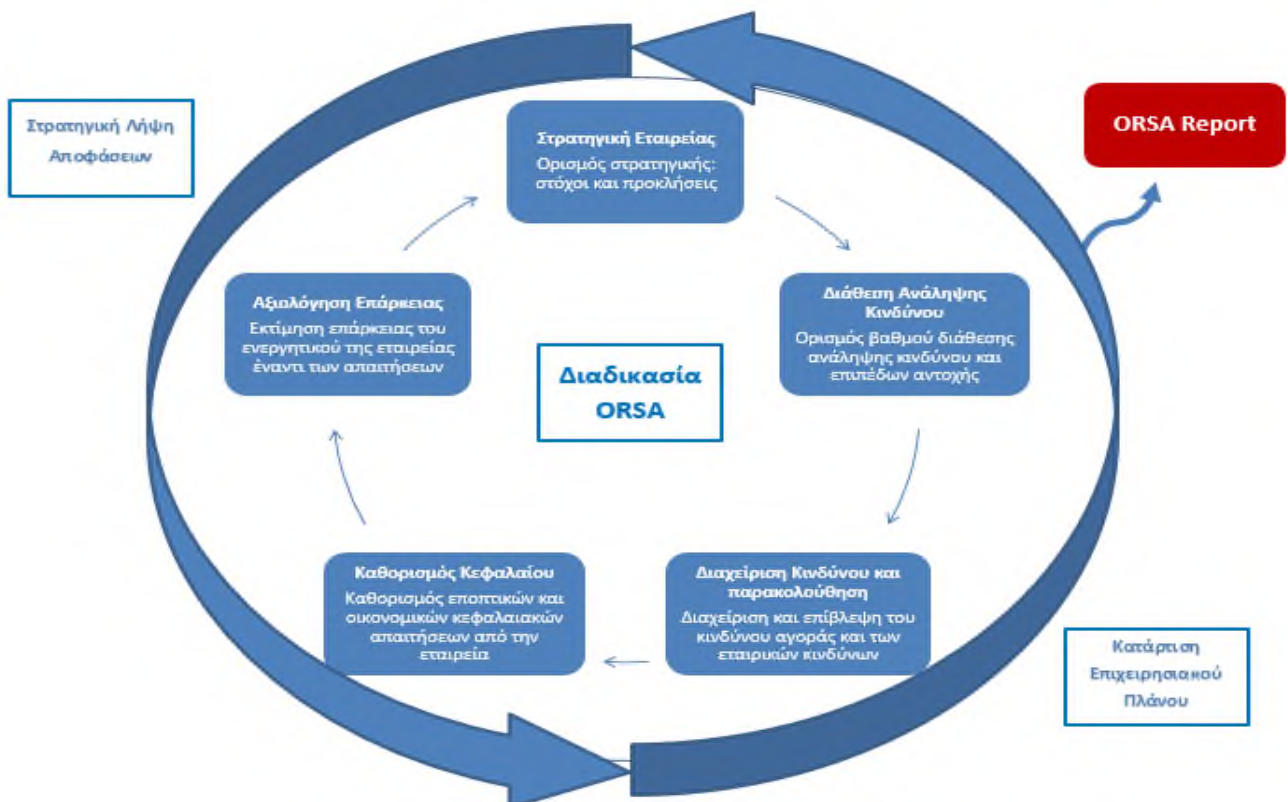 Στρατηγική Λήψη
Αποφάσεων
Στρατηγική Εταιρείας
Ορισμός στρατηγικής:
στόχοι και προκλήσεις
ORSA Report
Αξιολόγηση Επάρκειας
Εκτίμηση επάρκειας του
ενεργητικού της εταιρείας
έναντι των απαιτήσεων
Διάθεση Ανάληψης
Κινδύνου
Ορισμός βαθμού διάθεσης
ανάληψης κινδύνου και
επιπέδων αντοχής
Διαδικασία
ORSA
Καθορισμός Κεφαλαίου
Καθορισμός εποπτικών και
οικονομικών κεφαλαιακών
απαιτήσεων από την
εταιρεία
Διαχείριση Κινδύνου και
παρακολούθηση
Διαχείριση και επίβλεψη του
κινδύνου αγοράς και των
εταιρικών κινδύνων
Κατάρτιση
Επιχειρησιακού
Πλάνου